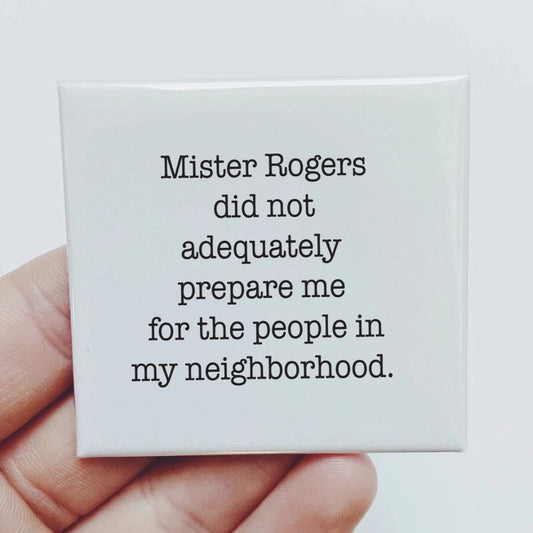 Mister Rogers
did not
adequately
prepare me
for the people in
my neighborhood.